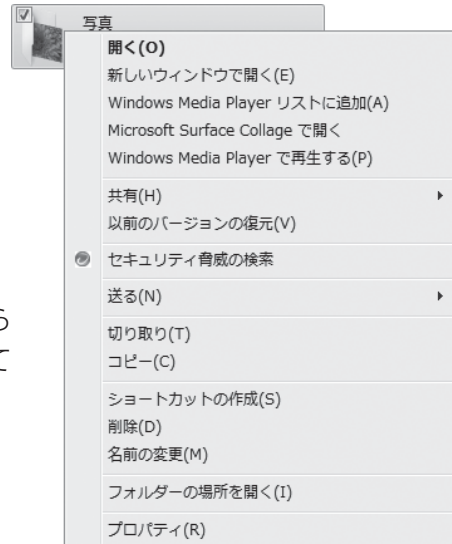 写真
開く(O)
新しいウィンドウで開く(E)
Windows Media Player リストに追加(A)
Microsoft Surface Collage で開く
Windows Media Player で再生する(P)
共有(H)
以前のバージョンの復元(V)
セキュリティ脅威の検索
送る(N)
ら
て
切り取り(T)
コピー(C)
ショートカットの作成(S)
削除(D)
名前の変更(M)
フォルダーの場所を開く(I)
プロパティ(R)